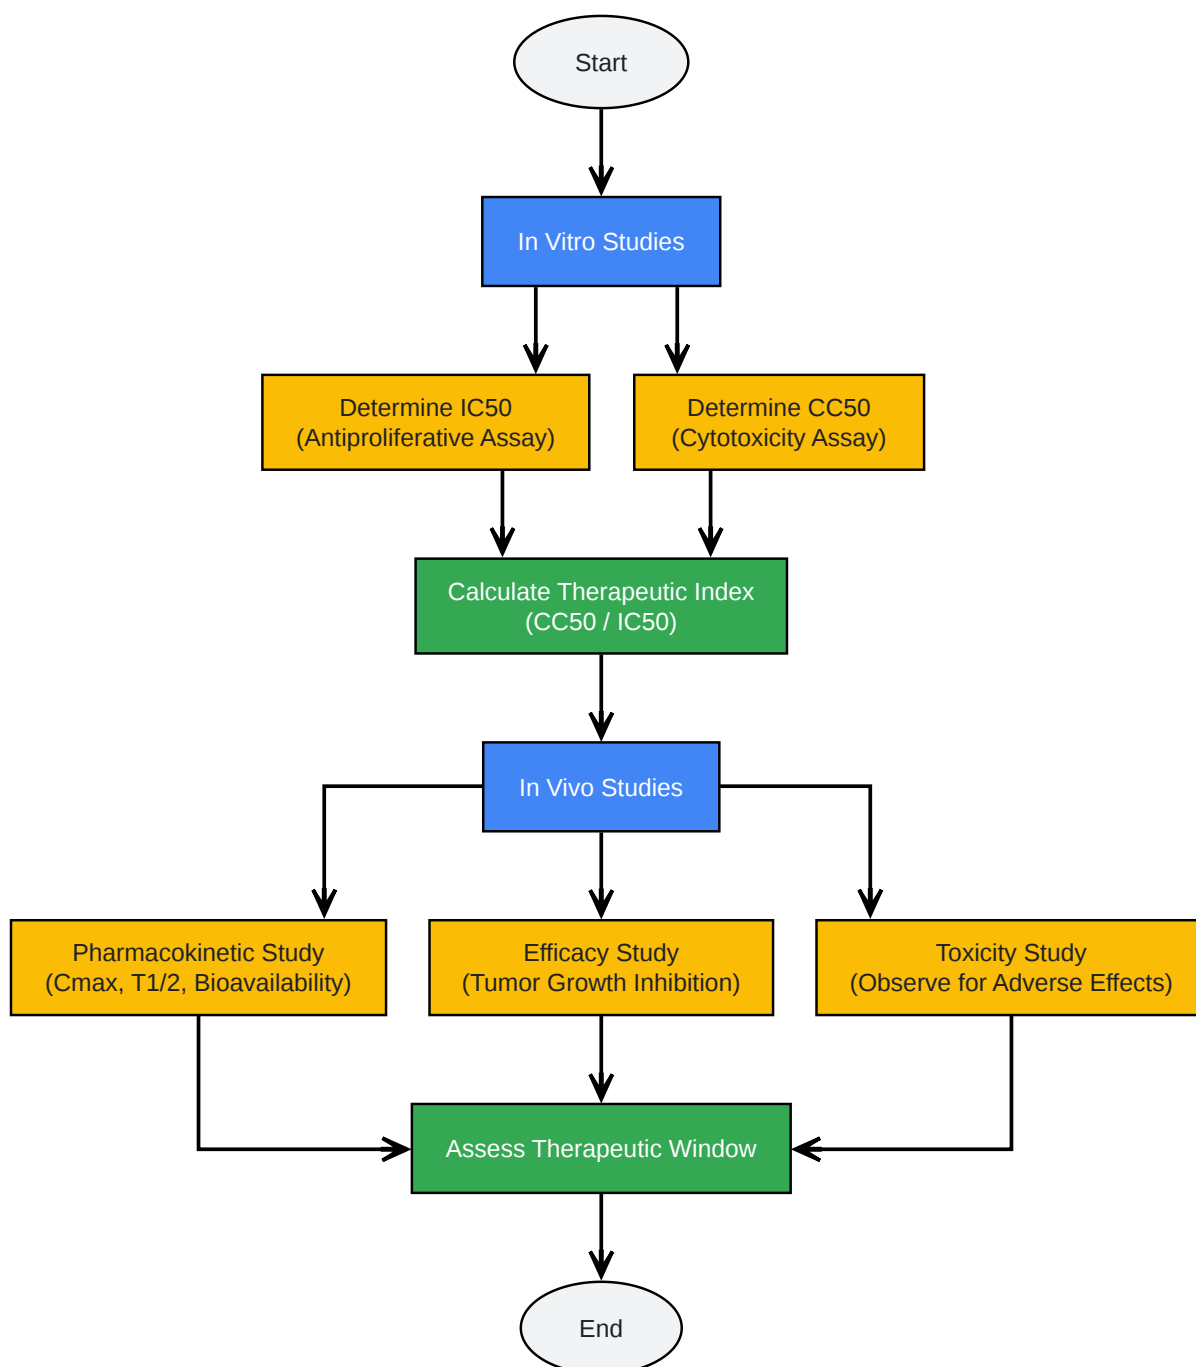 Start
In Vitro Studies
Determine IC50
(Antiproliferative Assay)
Determine CC50
(Cytotoxicity Assay)
Calculate Therapeutic Index
(CC50 / IC50)
In Vivo Studies
Pharmacokinetic Study
(Cmax, T1/2, Bioavailability)
Efficacy Study
(Tumor Growth Inhibition)
Toxicity Study
(Observe for Adverse Effects)
Assess Therapeutic Window
End